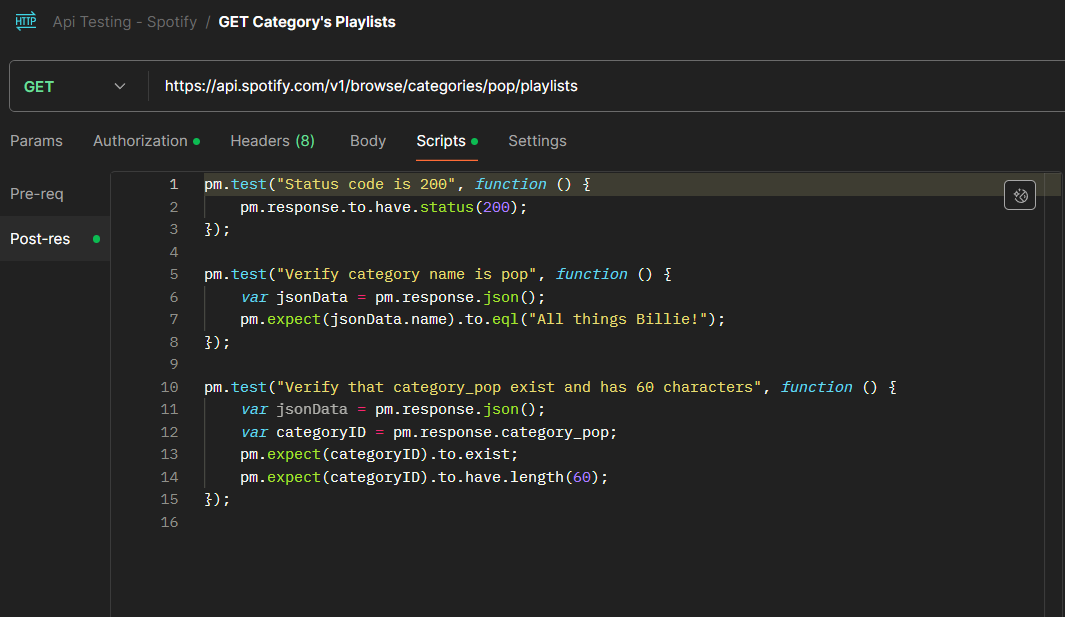 HTTP Api Testing - Spotify / GET Category's Playlists
GET https://api.spotify.com/v1/browse/categories/pop/playlists
Params Authorization Headers (8) Body Scripts Settings
Pre-req
Post-res
1 pm.test("Status code is 200", function () {
2     pm.response.to.have.status(200);
3 });
4
5 pm.test("Verify category name is pop", function () {
6     var jsonData = pm.response.json();
7     pm.expect(jsonData.name).to.eql("All things Billie!");
8 });
9
10 pm.test("Verify that category_pop exist and has 60 characters", function () {
11     var jsonData = pm.response.json();
12     var categoryID = pm.response.category_pop;
13     pm.expect(categoryID).to.exist;
14     pm.expect(categoryID).to.have.length(60);
15 });
16